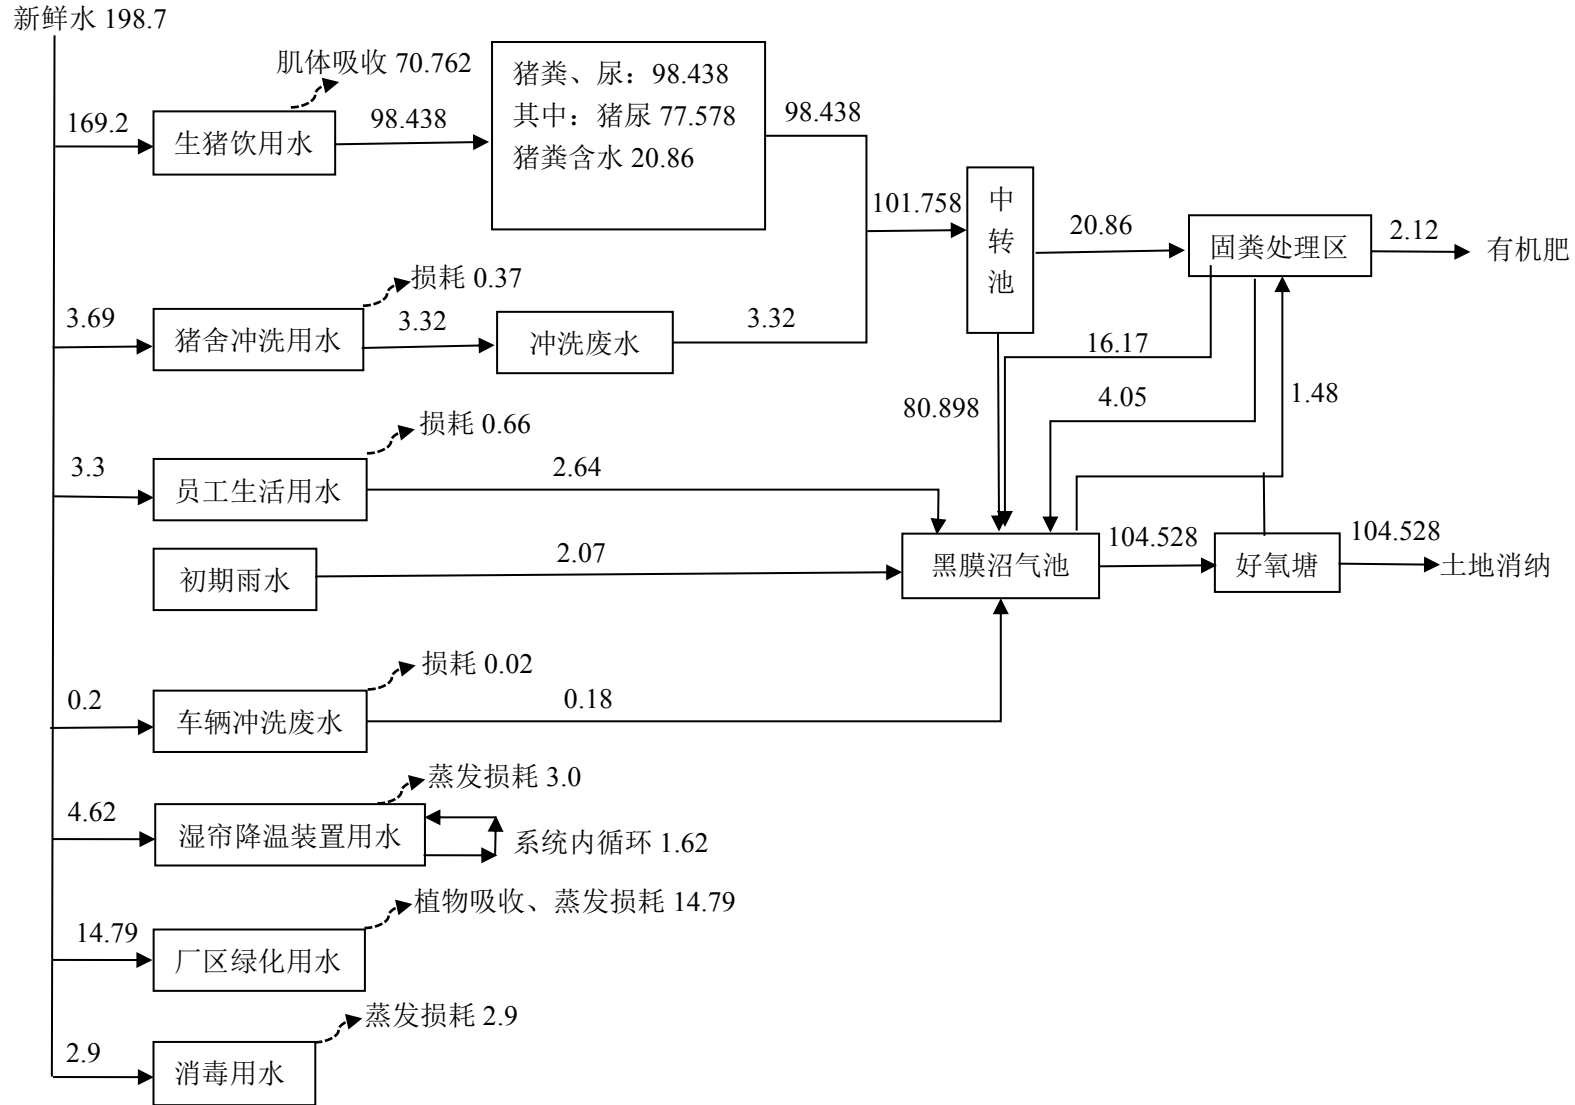 新鲜水 198.7
肌体吸收 70.762
169.2
生猪饮用水
98.438
猪粪、尿：98.438
其中：猪尿 77.578
猪粪含水 20.86
98.438
101.758
中
转
池
20.86
固粪处理区
2.12
有机肥
损耗 0.37
3.69
猪舍冲洗用水
3.32
冲洗废水
3.32
16.17
80.898
4.05
1.48
损耗 0.66
3.3
员工生活用水
2.64
初期雨水
2.07
黑膜沼气池
104.528
好氧塘
104.528
土地消纳
损耗 0.02
0.2
车辆冲洗废水
0.18
蒸发损耗 3.0
4.62
湿帘降温装置用水
系统内循环 1.62
植物吸收、蒸发损耗 14.79
14.79
厂区绿化用水
蒸发损耗 2.9
2.9
消毒用水